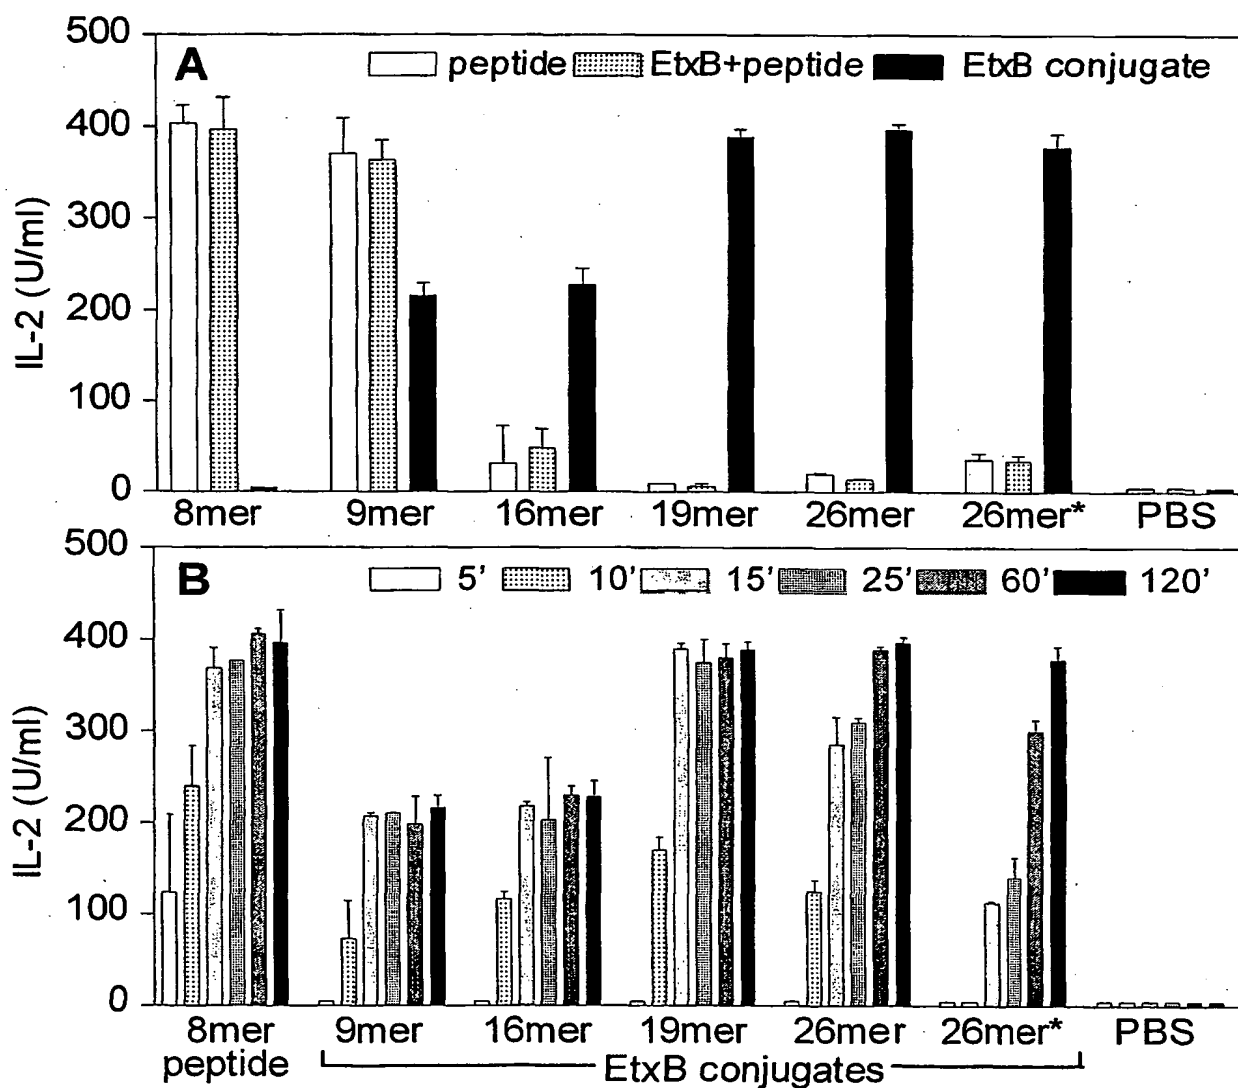 500
A peptide EtxB+peptide EtxB conjugate
400
300
200
100
0
IL-2 (U/ml)
8mer 9mer 16mer 19mer 26mer 26mer* PBS
500
B 5' 10' 15' 25' 60' 120'
400
300
200
100
0
IL-2 (U/ml)
8mer 9mer 16mer 19mer 26mer 26mer* PBS
peptide EtxB conjugates